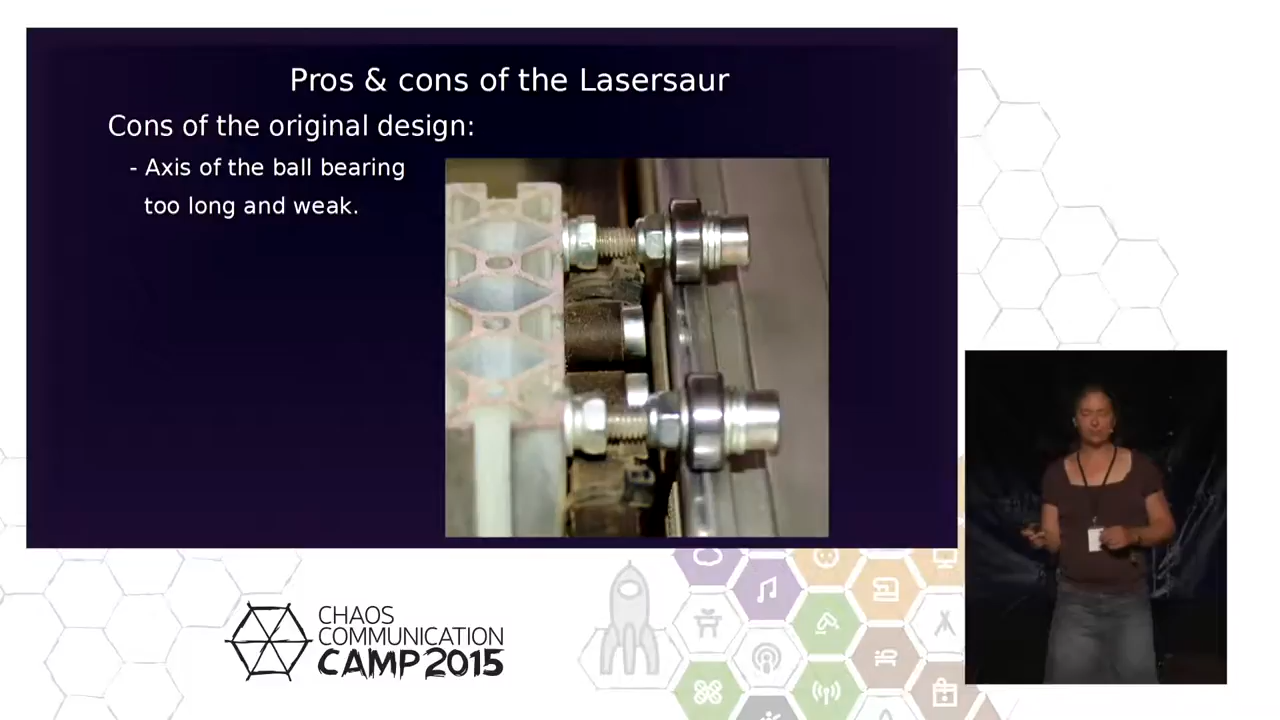 Pros & cons of the Lasersaur
Cons of the original design:
- Axis of the ball bearing
too long and weak.
CHAOS
COMMUNICATION
CAMP 2015